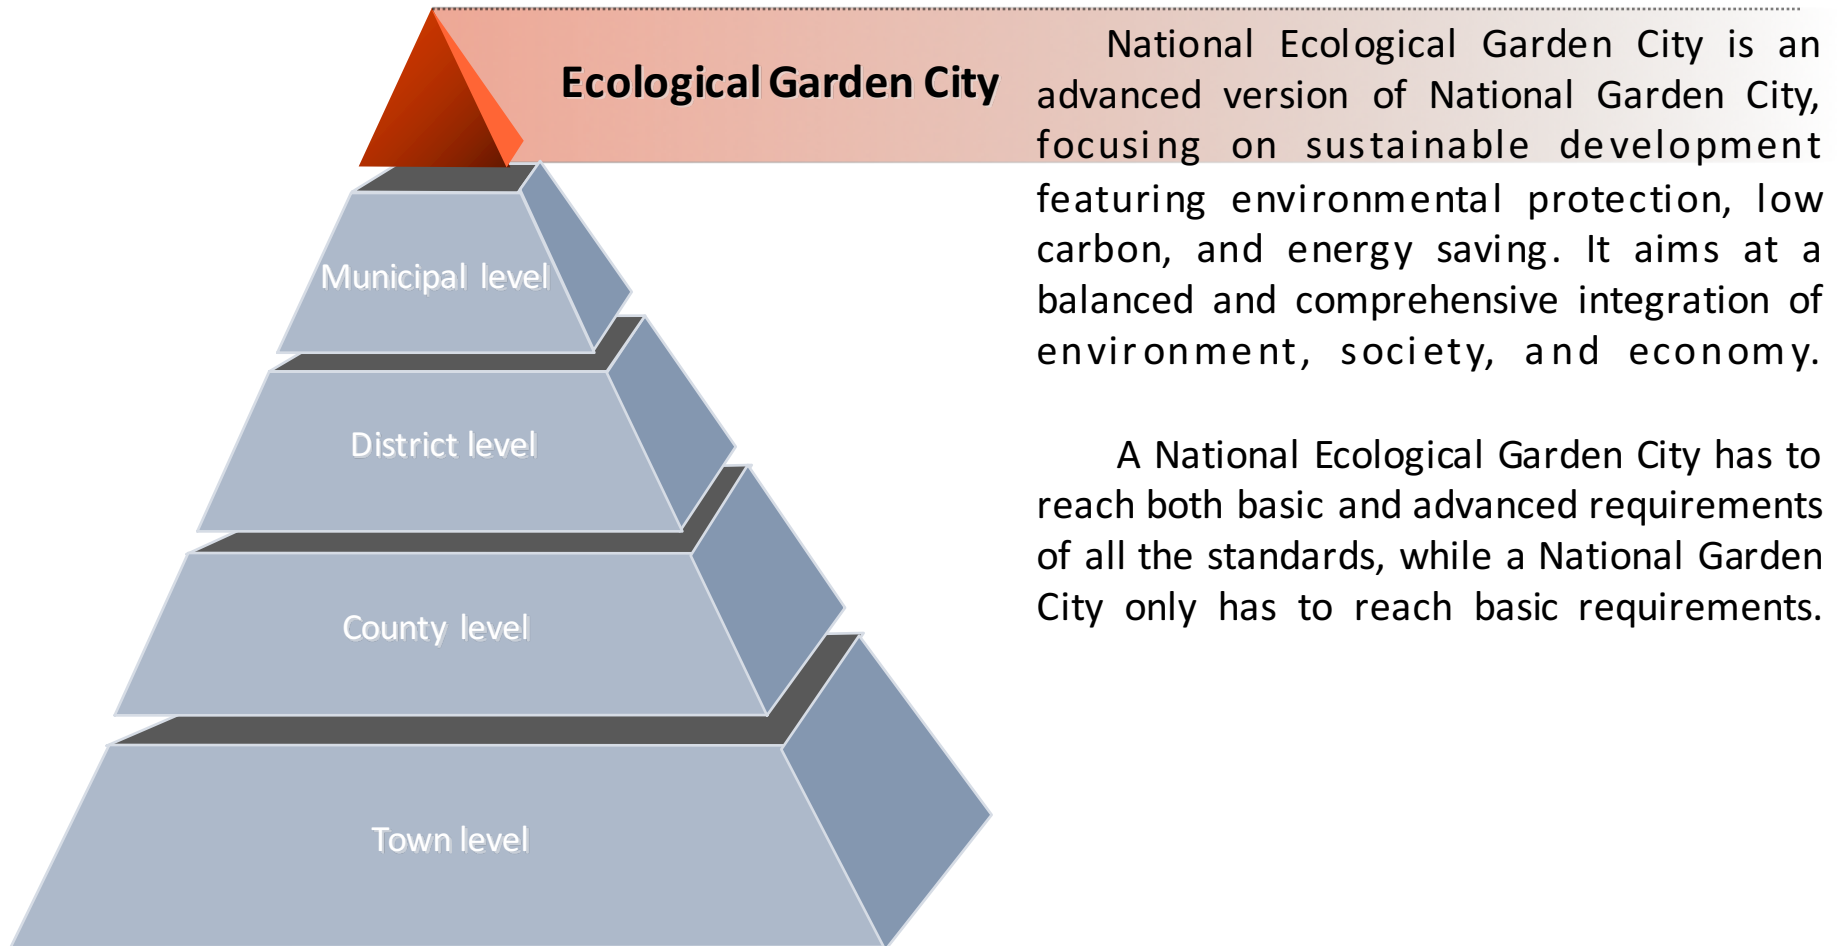 Ecological Garden City
National Ecological Garden City is an
advanced version of National Garden City,
focusing on sustainable development
featuring environmental protection, low
carbon, and energy saving. It aims at a
balanced and comprehensive integration of
environment, society, and economy.
A National Ecological Garden City has to
reach both basic and advanced requirements
of all the standards, while a National Garden
City only has to reach basic requirements.
Municipal level
District level
County level
Town level